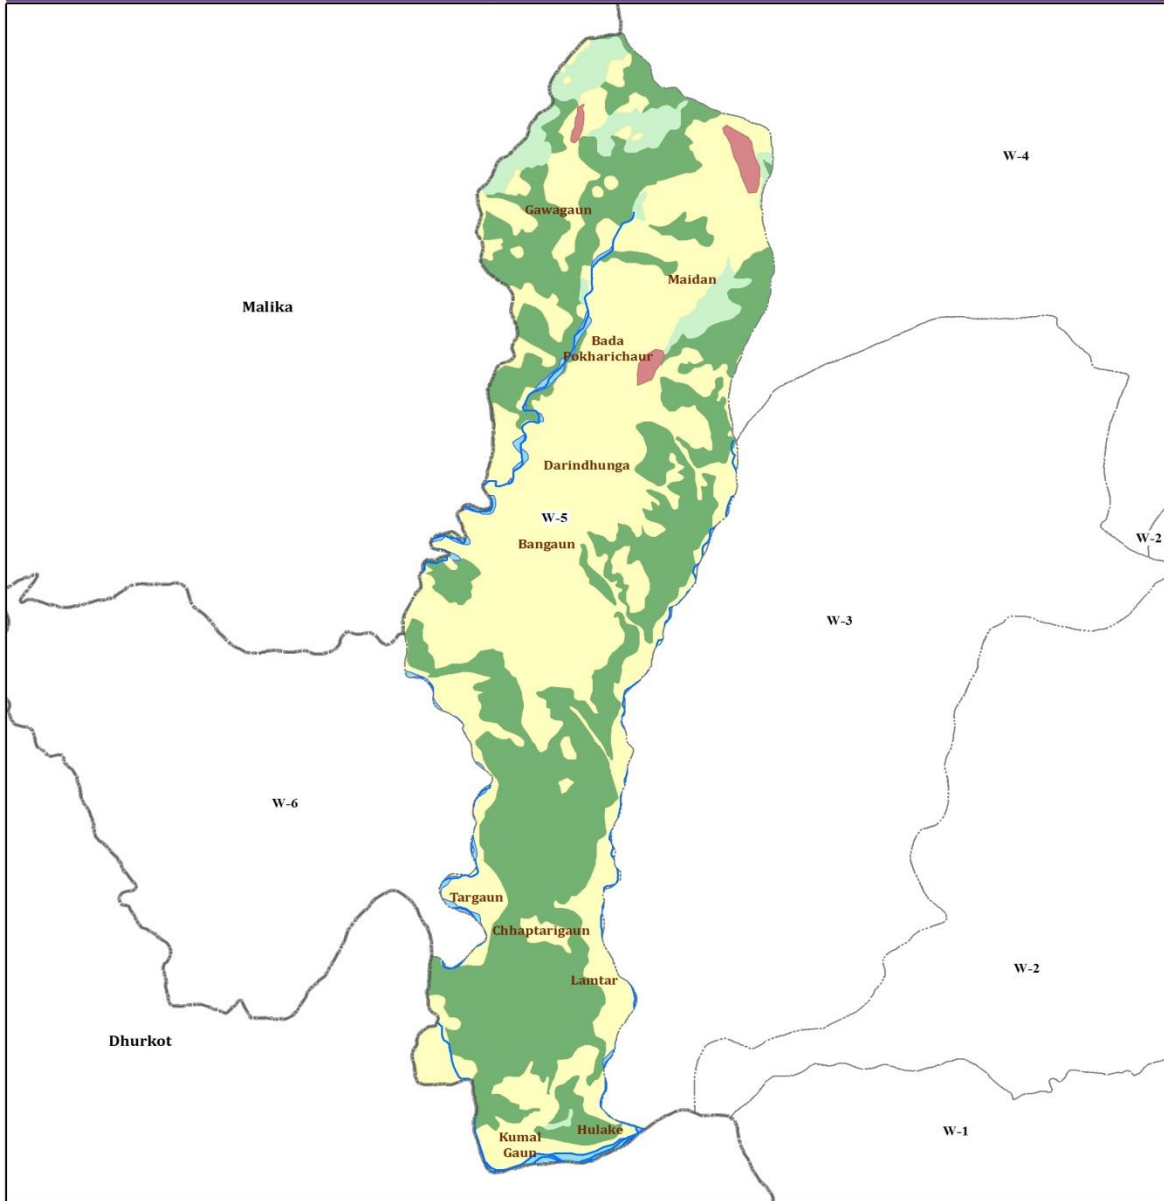 W-4
Gawagaun
Maidan
Malika
Bada
Pokharichaur
Darindhunga
W-5
Bangaun
W-2
W-3
W-6
Targaun
Chhaptarigaun
W-2
Lamtar
Dhurkot
Hulake
W-1
Kumal
Gaun